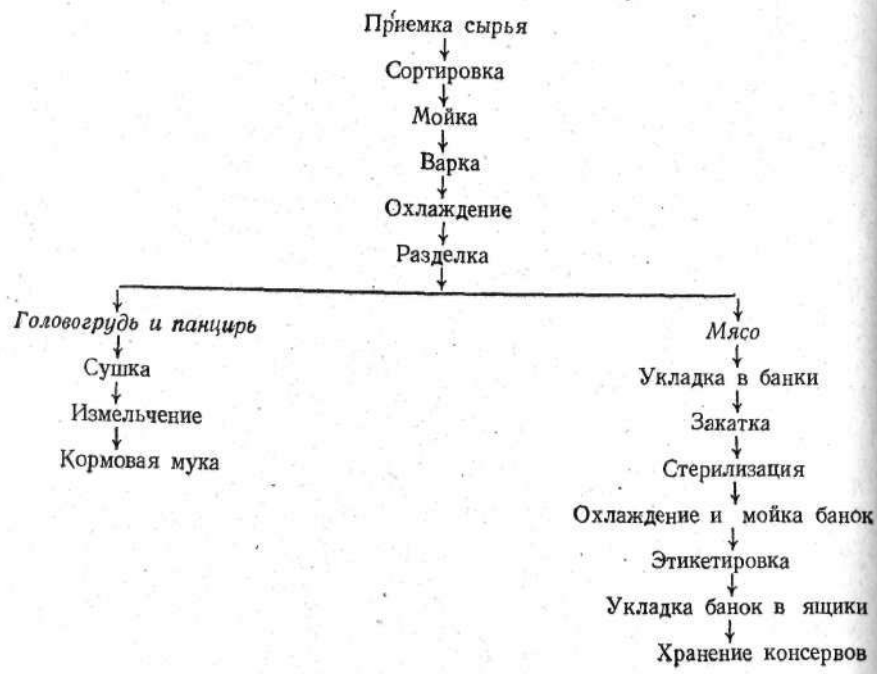 Приемка сырья
Сортировка
Мойка
Варка
Охлаждение
Разделка
Головогрудь и панцирь
Сушка
Измельчение
Кормовая мука
Мясо
Укладка в банки
Закатка
Стерилизация
Охлаждение и мойка банок
Этикетировка
Укладка банок в ящики
Хранение консервов